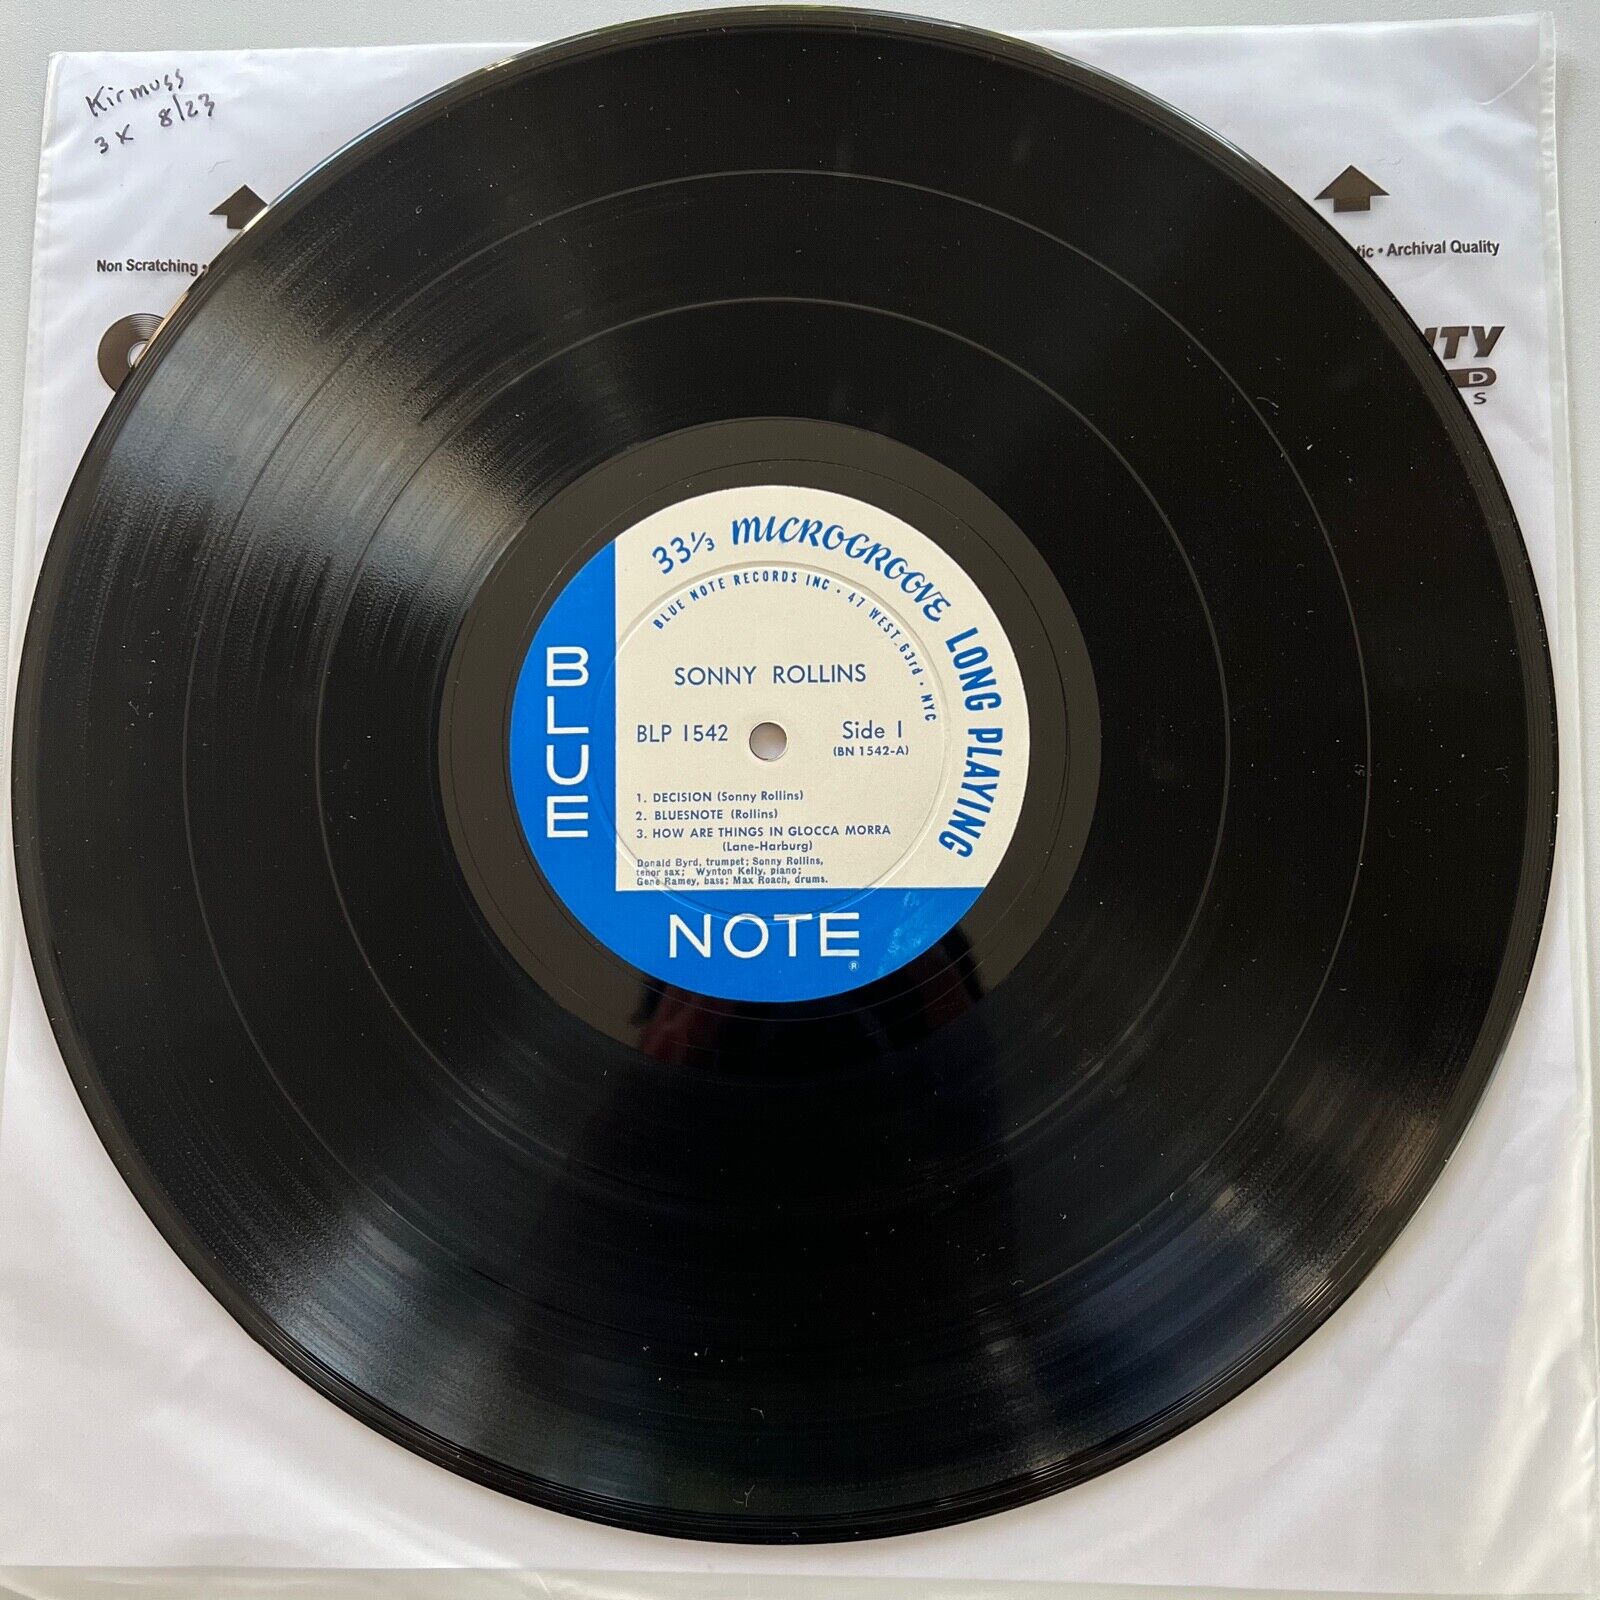 Kirmuss
3x 8/23
Non Scratching •
• Archival Quality
33⅓ MICROGROOVE LONG PLAYING
BLUE NOTE RECORDS INC • 47 WEST 63rd • NYC
SONNY ROLLINS
BLP 1542 Side 1
(BN 1542-A)
1. DECISION (Sonny Rollins)
2. BLUESNOTE (Rollins)
3. HOW ARE THINGS IN GLOCCA MORRA
(Lane-Harburg)
Donald Byrd, trumpet; Sonny Rollins,
tenor sax; Wynton Kelly, piano;
Gene Ramey, bass; Max Roach, drums.
BLUE
NOTE
®